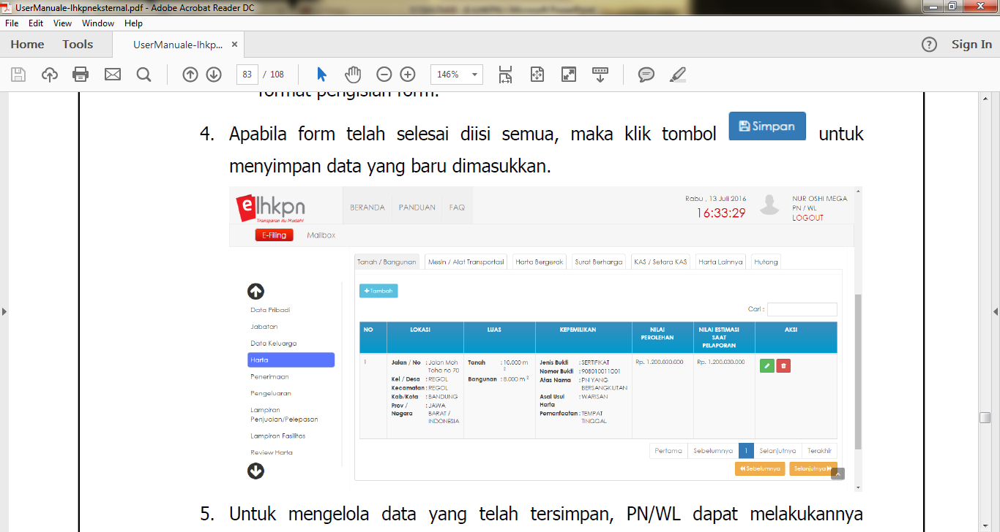 UserManuale-lhkpneksternal.pdf - Adobe Acrobat Reader DC
File Edit View Window Help
Home Tools UserManuale-lhkp... × ? Sign In
83 / 108 146%
format pengisian form.
4. Apabila form telah selesai diisi semua, maka klik tombol Simpan untuk
menyimpan data yang baru dimasukkan.
elhkpn
Transparan itu Mudah!
BERANDA PANDUAN FAQ
Rabu , 13 Juli 2016
16:33:29
NUR OSHI MEGA
PN / WL
LOGOUT
E-Filing Mailbox
Tanah / Bangunan Mesin / Alat Transportasi Harta Bergerak Surat Berharga KAS / Setara KAS Harta Lainnya Hutang
Data Pribadi
Jabatan
Data Keluarga
Harta
Penerimaan
Pengeluaran
Lampiran
Penjualan/Pelepasan
Lampiran Fasilitas
Review Harta
+Tambah
Cari :
NO LOKASI LUAS KEPEMILIKAN NILAI PEROLEHAN NILAI ESTIMASI SAAT PELAPORAN AKSI
1
Jalan / No : Jalan Moh Toha no 70
Kel / Desa : REGOL
Kecamatan : REGOL
Kab/Kota : BANDUNG
Prov / Negara : JAWA BARAT / INDONESIA
Tanah : 10.000 m 2
Bangunan : 8.000 m 2
Jenis Bukti : SERTIFIKAT
Nomor Bukti : 908010011001
Atas Nama : PN YANG BERSANGKUTAN
Asal Usul Harta : WARISAN
Pemanfaatan : TEMPAT TINGGAL
Rp. 1.200.030.000
Rp. 1.200.030.000
Pertama Sebelumnya 1 Selanjutnya Terakhir
Sebelumnya Selanjutnya
5. Untuk mengelola data yang telah tersimpan, PN/WL dapat melakukannya